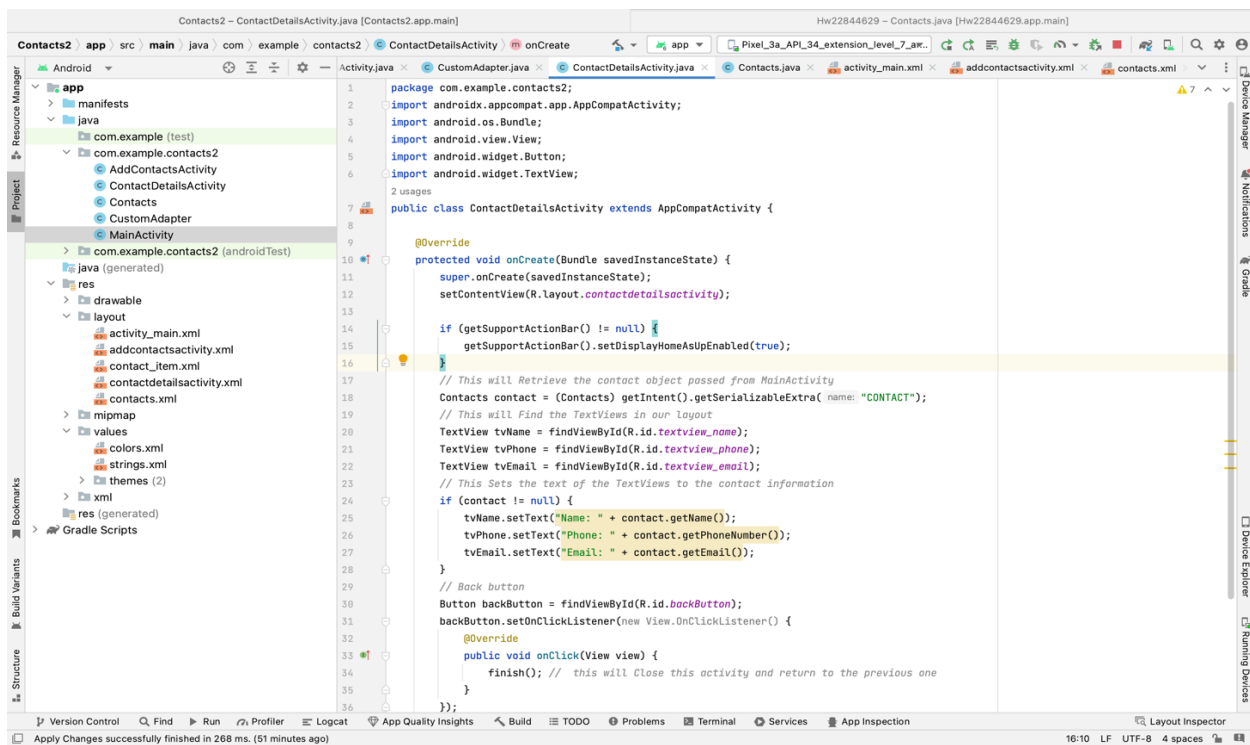 Contacts2 – ContactDetailsActivity.java [Contacts2.app.main]
Hw22844629 – Contacts.java [Hw22844629.app.main]
Contacts2 〉 app 〉 src 〉 main 〉 java 〉 com 〉 example 〉 contacts2 〉 ContactDetailsActivity 〉 onCreate
app
Pixel_3a_API_34_extension_level_7_ar..
Android
Activity.java
CustomAdapter.java
ContactDetailsActivity.java
Contacts.java
activity_main.xml
addcontactsactivity.xml
contacts.xml
Resource Manager
Project
Bookmarks
Build Variants
Structure
app
manifests
java
com.example (test)
com.example.contacts2
AddContactsActivity
ContactDetailsActivity
Contacts
CustomAdapter
MainActivity
com.example.contacts2 (androidTest)
java (generated)
res
drawable
layout
activity_main.xml
addcontactsactivity.xml
contact_item.xml
contactdetailsactivity.xml
contacts.xml
mipmap
values
colors.xml
strings.xml
themes (2)
xml
res (generated)
Gradle Scripts
7
1 package com.example.contacts2;
2 import androidx.appcompat.app.AppCompatActivity;
3 import android.os.Bundle;
4 import android.view.View;
5 import android.widget.Button;
6 import android.widget.TextView;
2 usages
7 public class ContactDetailsActivity extends AppCompatActivity {
8
9 @Override
10 protected void onCreate(Bundle savedInstanceState) {
11 super.onCreate(savedInstanceState);
12 setContentView(R.layout.contactdetailsactivity);
13
14 if (getSupportActionBar() != null) {
15 getSupportActionBar().setDisplayHomeAsUpEnabled(true);
16 }
17 // This will Retrieve the contact object passed from MainActivity
18 Contacts contact = (Contacts) getIntent().getSerializableExtra( name: "CONTACT");
19 // This will Find the TextViews in our layout
20 TextView tvName = findViewById(R.id.textview_name);
21 TextView tvPhone = findViewById(R.id.textview_phone);
22 TextView tvEmail = findViewById(R.id.textview_email);
23 // This Sets the text of the TextViews to the contact information
24 if (contact != null) {
25 tvName.setText("Name: " + contact.getName());
26 tvPhone.setText("Phone: " + contact.getPhoneNumber());
27 tvEmail.setText("Email: " + contact.getEmail());
28 }
29 // Back button
30 Button backButton = findViewById(R.id.backButton);
31 backButton.setOnClickListener(new View.OnClickListener() {
32 @Override
33 public void onClick(View view) {
34 finish(); // this will Close this activity and return to the previous one
35 }
36 });
Device Manager
Notifications
Gradle
Device Explorer
Running Devices
Version Control
Find
Run
Profiler
Logcat
App Quality Insights
Build
TODO
Problems
Terminal
Services
App Inspection
Layout Inspector
Apply Changes successfully finished in 268 ms. (51 minutes ago)
16:10 LF UTF-8 4 spaces